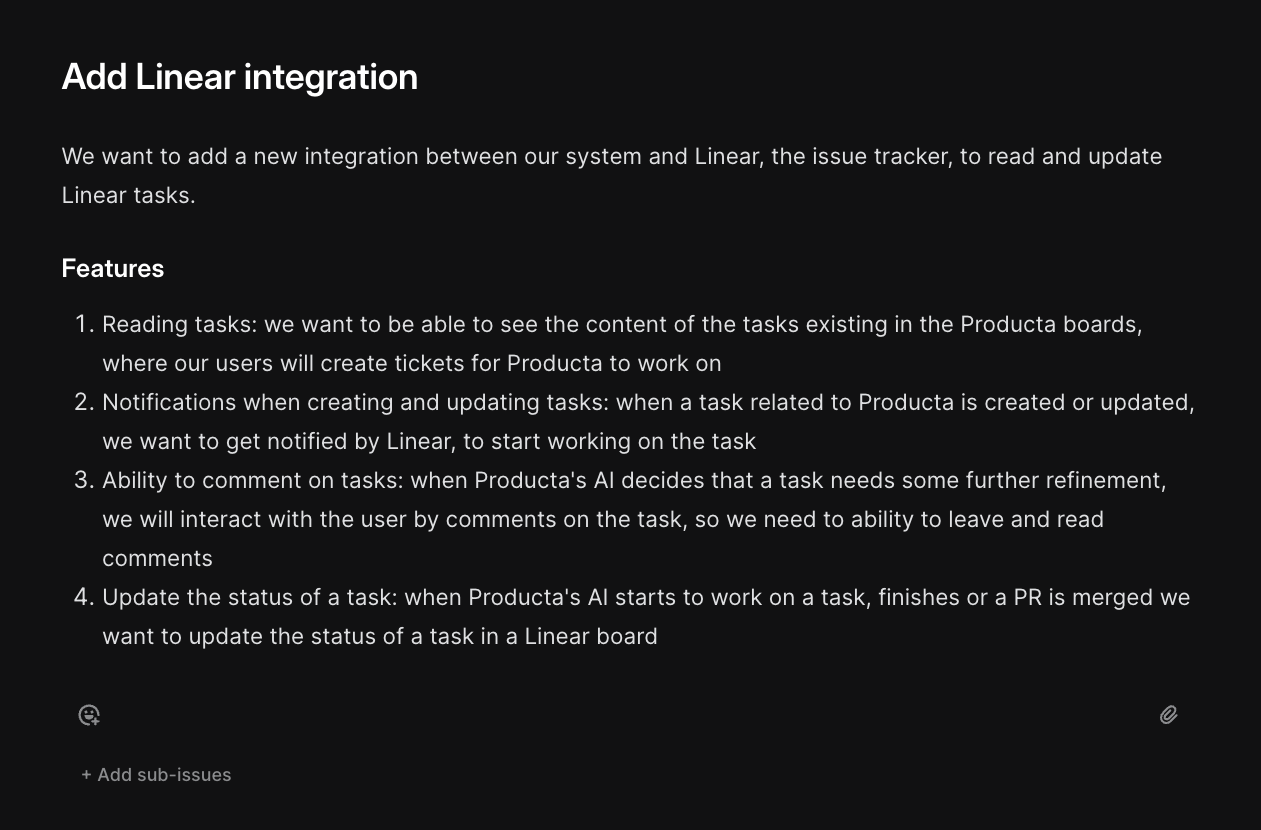 Add Linear integration
We want to add a new integration between our system and Linear, the issue tracker, to read and update
Linear tasks.
Features
1. Reading tasks: we want to be able to see the content of the tasks existing in the Producta boards,
where our users will create tickets for Producta to work on
2. Notifications when creating and updating tasks: when a task related to Producta is created or updated,
we want to get notified by Linear, to start working on the task
3. Ability to comment on tasks: when Producta's AI decides that a task needs some further refinement,
we will interact with the user by comments on the task, so we need to ability to leave and read
comments
4. Update the status of a task: when Producta's AI starts to work on a task, finishes or a PR is merged we
want to update the status of a task in a Linear board
+ Add sub-issues